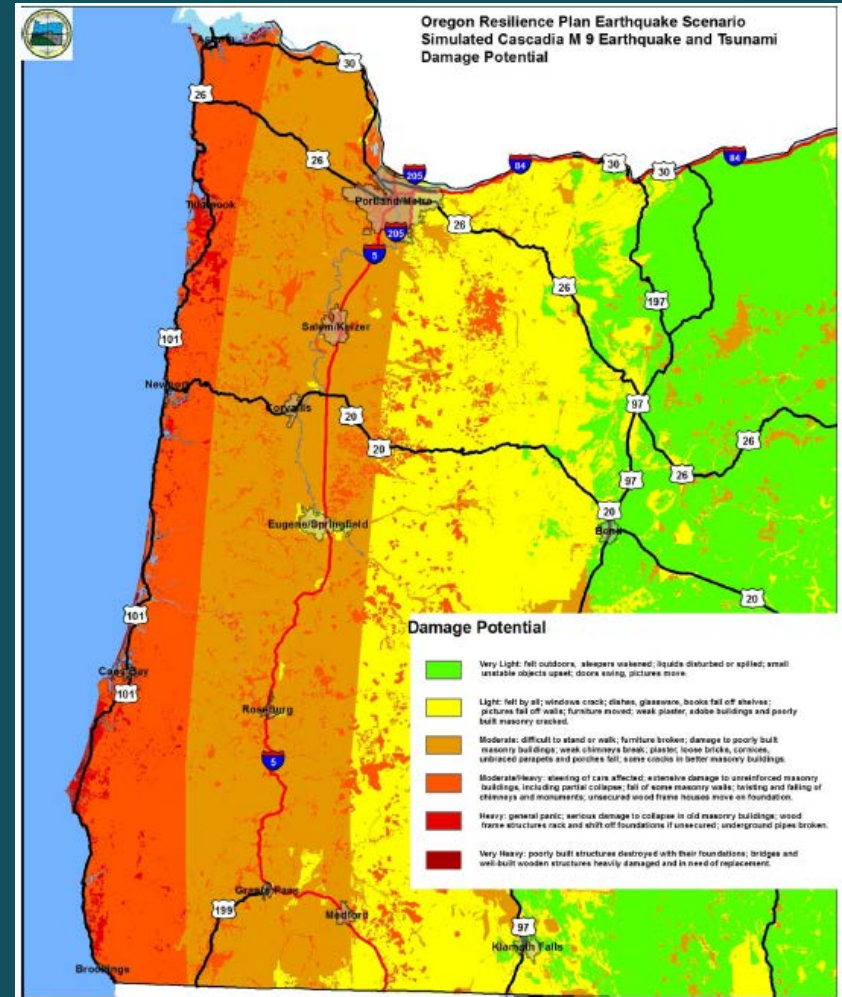 Oregon Resilience Plan Earthquake Scenario
Simulated Cascadia M 9 Earthquake and Tsunami
Damage Potential
30
26
26
205
84
30
84
30
Portland/Metro
26
205
5
26
197
Salem/Keizer
101
97
Newport
Corvallis
20
20
26
26
97
Eugene/Springfield
20
Bend
20
101
Coos Bay
101
Roseburg
5
Grants Pass
199
Medford
97
Klamath Falls
Brookings
Damage Potential
Very Light: felt outdoors, sleepers wakened; liquids disturbed or spilled; small
unstable objects upset; doors swing, pictures move.
Light: felt by all; windows crack; dishes, glassware, books fall off shelves;
pictures fall off walls; furniture moved; weak plaster, adobe buildings and poorly
built masonry cracked.
Moderate: difficult to stand or walk; furniture broken; damage to poorly built
masonry buildings; weak chimneys break; plaster, loose bricks, cornices,
unbraced parapets and porches fall; some cracks in better masonry buildings.
Moderate/Heavy: steering of cars affected; extensive damage to unreinforced masonry
buildings, including partial collapse; fall of some masonry walls; twisting and falling of
chimneys and monuments; unsecured wood frame houses move on foundation.
Heavy: general panic; serious damage to collapse in old masonry buildings; wood
frame structures rack and shift off foundations if unsecured; underground pipes broken.
Very Heavy: poorly built structures destroyed with their foundations; bridges and
well-built wooden structures heavily damaged and in need of replacement.